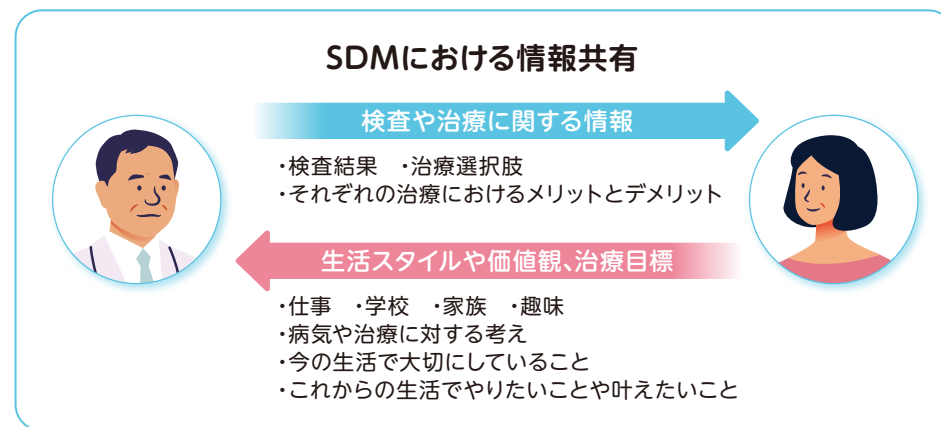 SDMにおける情報共有
検査や治療に関する情報
・検査結果　・治療選択肢
・それぞれの治療におけるメリットとデメリット
生活スタイルや価値観、治療目標
・仕事　・学校　・家族　・趣味
・病気や治療に対する考え
・今の生活で大切にしていること
・これからの生活でやりたいことや叶えたいこと